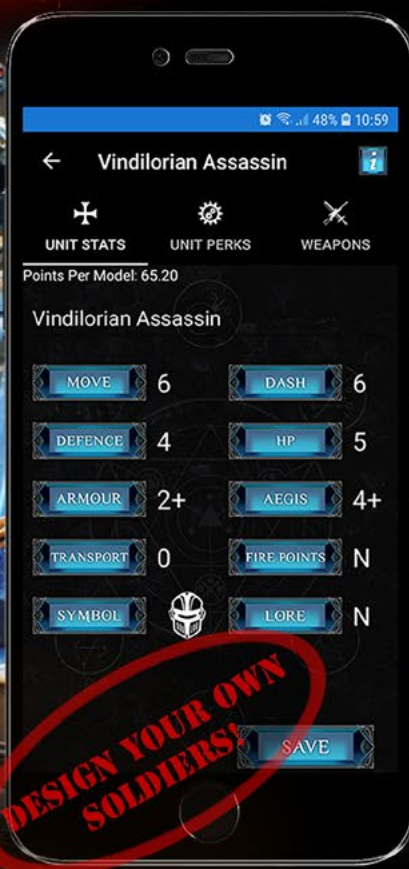 48% 10:59
Vindilorian Assassin
UNIT STATS UNIT PERKS WEAPONS
Points Per Model: 65.20
Vindilorian Assassin
MOVE 6 DASH 6
DEFENCE 4 HP 5
ARMOUR 2+ AEGIS 4+
TRANSPORT 0 FIRE POINTS N
SYMBOL LORE N
DESIGN YOUR OWN
SOLDIERS!
SAVE